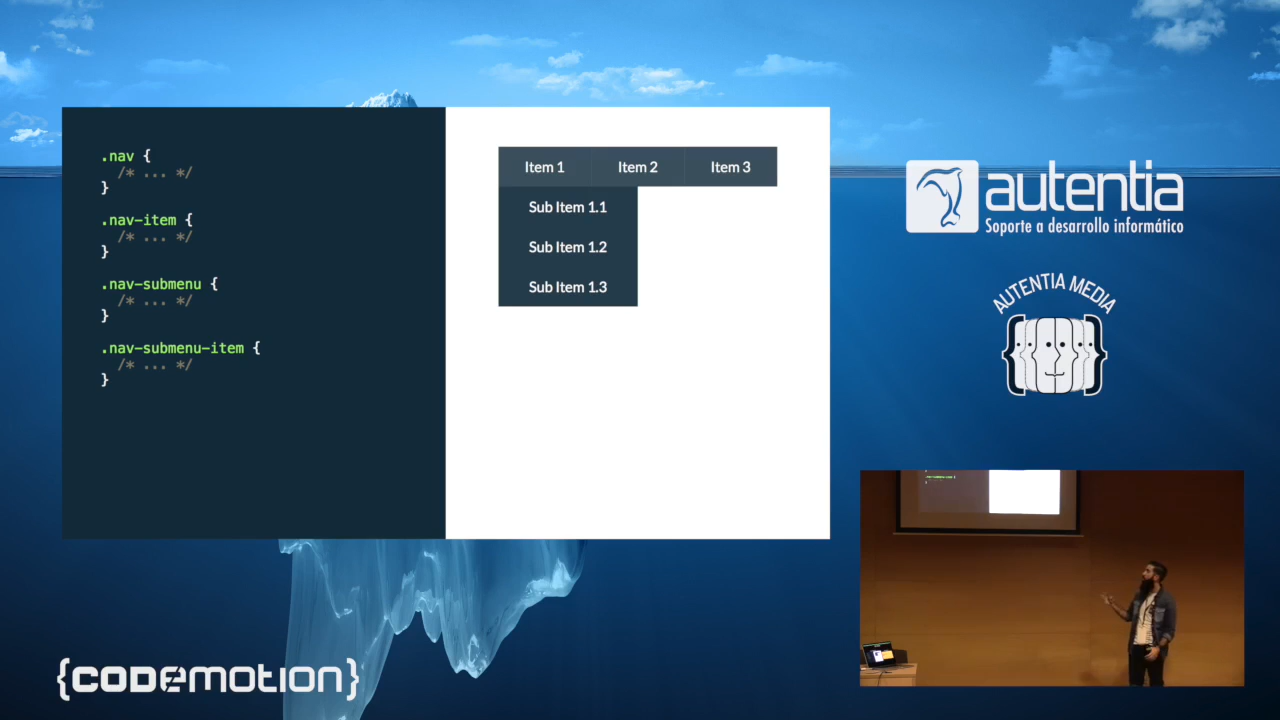 .nav {
/* ... */
}
.nav-item {
/* ... */
}
.nav-submenu {
/* ... */
}
.nav-submenu-item {
/* ... */
}
Item 1 Item 2 Item 3
Sub Item 1.1
Sub Item 1.2
Sub Item 1.3
autentia
Soporte a desarrollo informático
AUTENTIA MEDIA
{CODEMOTION}